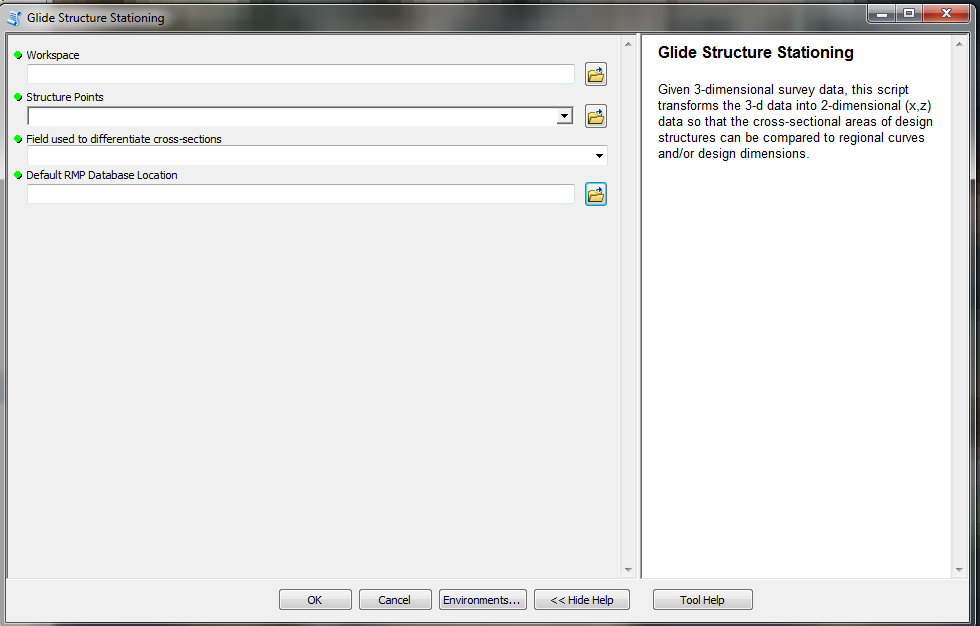 Glide Structure Stationing
Workspace
Structure Points
Field used to differentiate cross-sections
Default RMP Database Location
Glide Structure Stationing
Given 3-dimensional survey data, this script
transforms the 3-d data into 2-dimensional (x,z)
data so that the cross-sectional areas of design
structures can be compared to regional curves
and/or design dimensions.
OK
Cancel
Environments...
<< Hide Help
Tool Help